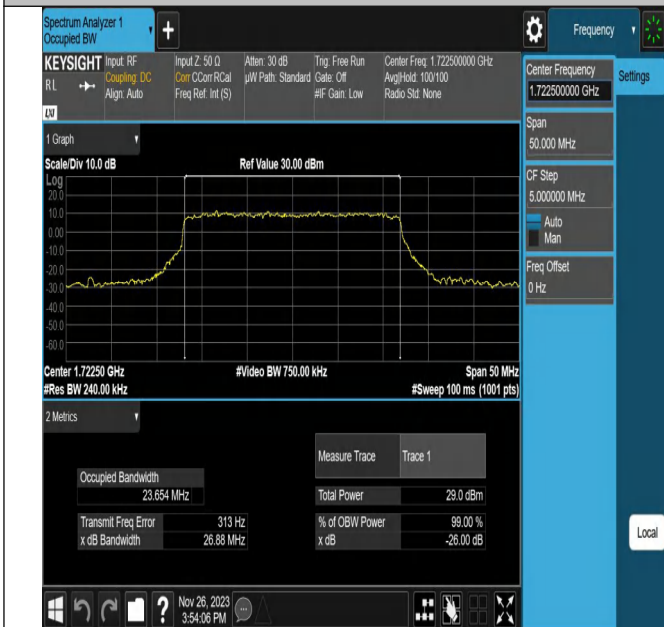 Spectrum Analyzer 1
Occupied BW
Frequency
KEYSIGHT
RL
LXI
Input: RF
Coupling: DC
Align: Auto
Input Z: 50 Ω
Corr CCorr RCal
Freq Ref: Int (S)
Atten: 30 dB
µW Path: Standard
Trig: Free Run
Gate: Off
#IF Gain: Low
Center Freq: 1.722500000 GHz
Avg|Hold: 100/100
Radio Std: None
Center Frequency
1.722500000 GHz
Settings
Span
50.000 MHz
CF Step
5.000000 MHz
Auto
Man
Freq Offset
0 Hz
1 Graph
Scale/Div 10.0 dB
Ref Value 30.00 dBm
Log
20.0
10.0
0.00
-10.0
-20.0
-30.0
-40.0
-50.0
-60.0
Center 1.72250 GHz
#Video BW 750.00 kHz
Span 50 MHz
#Res BW 240.00 kHz
#Sweep 100 ms (1001 pts)
2 Metrics
Measure Trace
Trace 1
Occupied Bandwidth
23.654 MHz
Total Power
29.0 dBm
Transmit Freq Error
313 Hz
% of OBW Power
99.00 %
x dB Bandwidth
26.88 MHz
x dB
-26.00 dB
Local
Nov 26, 2023
3:54:06 PM